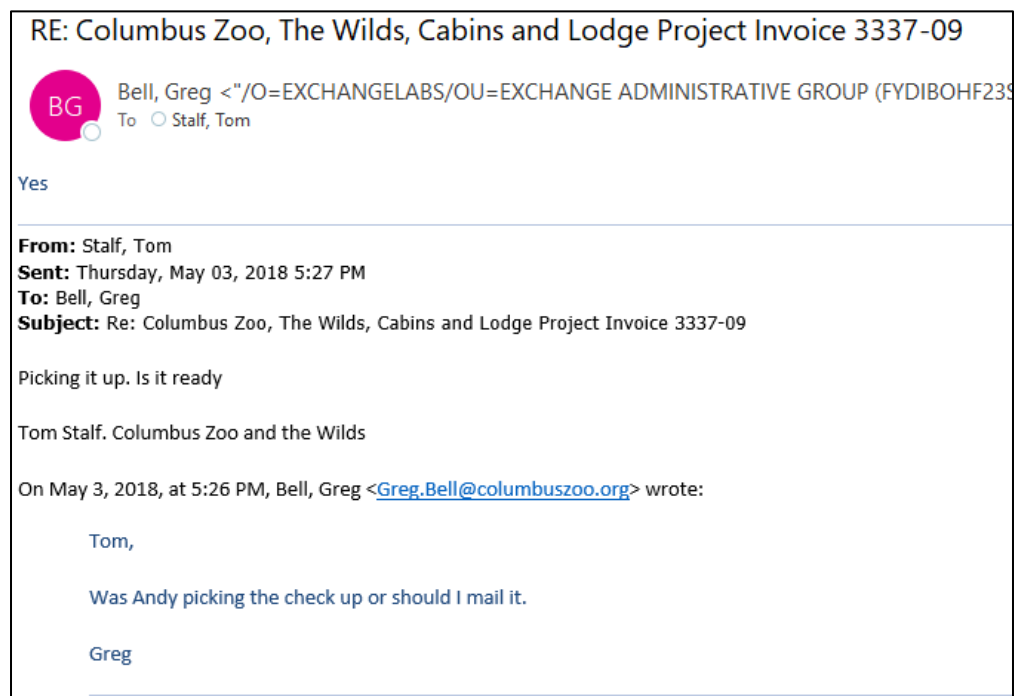 RE: Columbus Zoo, The Wilds, Cabins and Lodge Project Invoice 3337-09
BG
Bell, Greg <"/O=EXCHANGELABS/OU=EXCHANGE ADMINISTRATIVE GROUP (FYDIBOHF23S
To Stalf, Tom
Yes
From: Stalf, Tom
Sent: Thursday, May 03, 2018 5:27 PM
To: Bell, Greg
Subject: Re: Columbus Zoo, The Wilds, Cabins and Lodge Project Invoice 3337-09
Picking it up. Is it ready
Tom Stalf. Columbus Zoo and the Wilds
On May 3, 2018, at 5:26 PM, Bell, Greg <Greg.Bell@columbuszoo.org> wrote:
Tom,
Was Andy picking the check up or should I mail it.
Greg